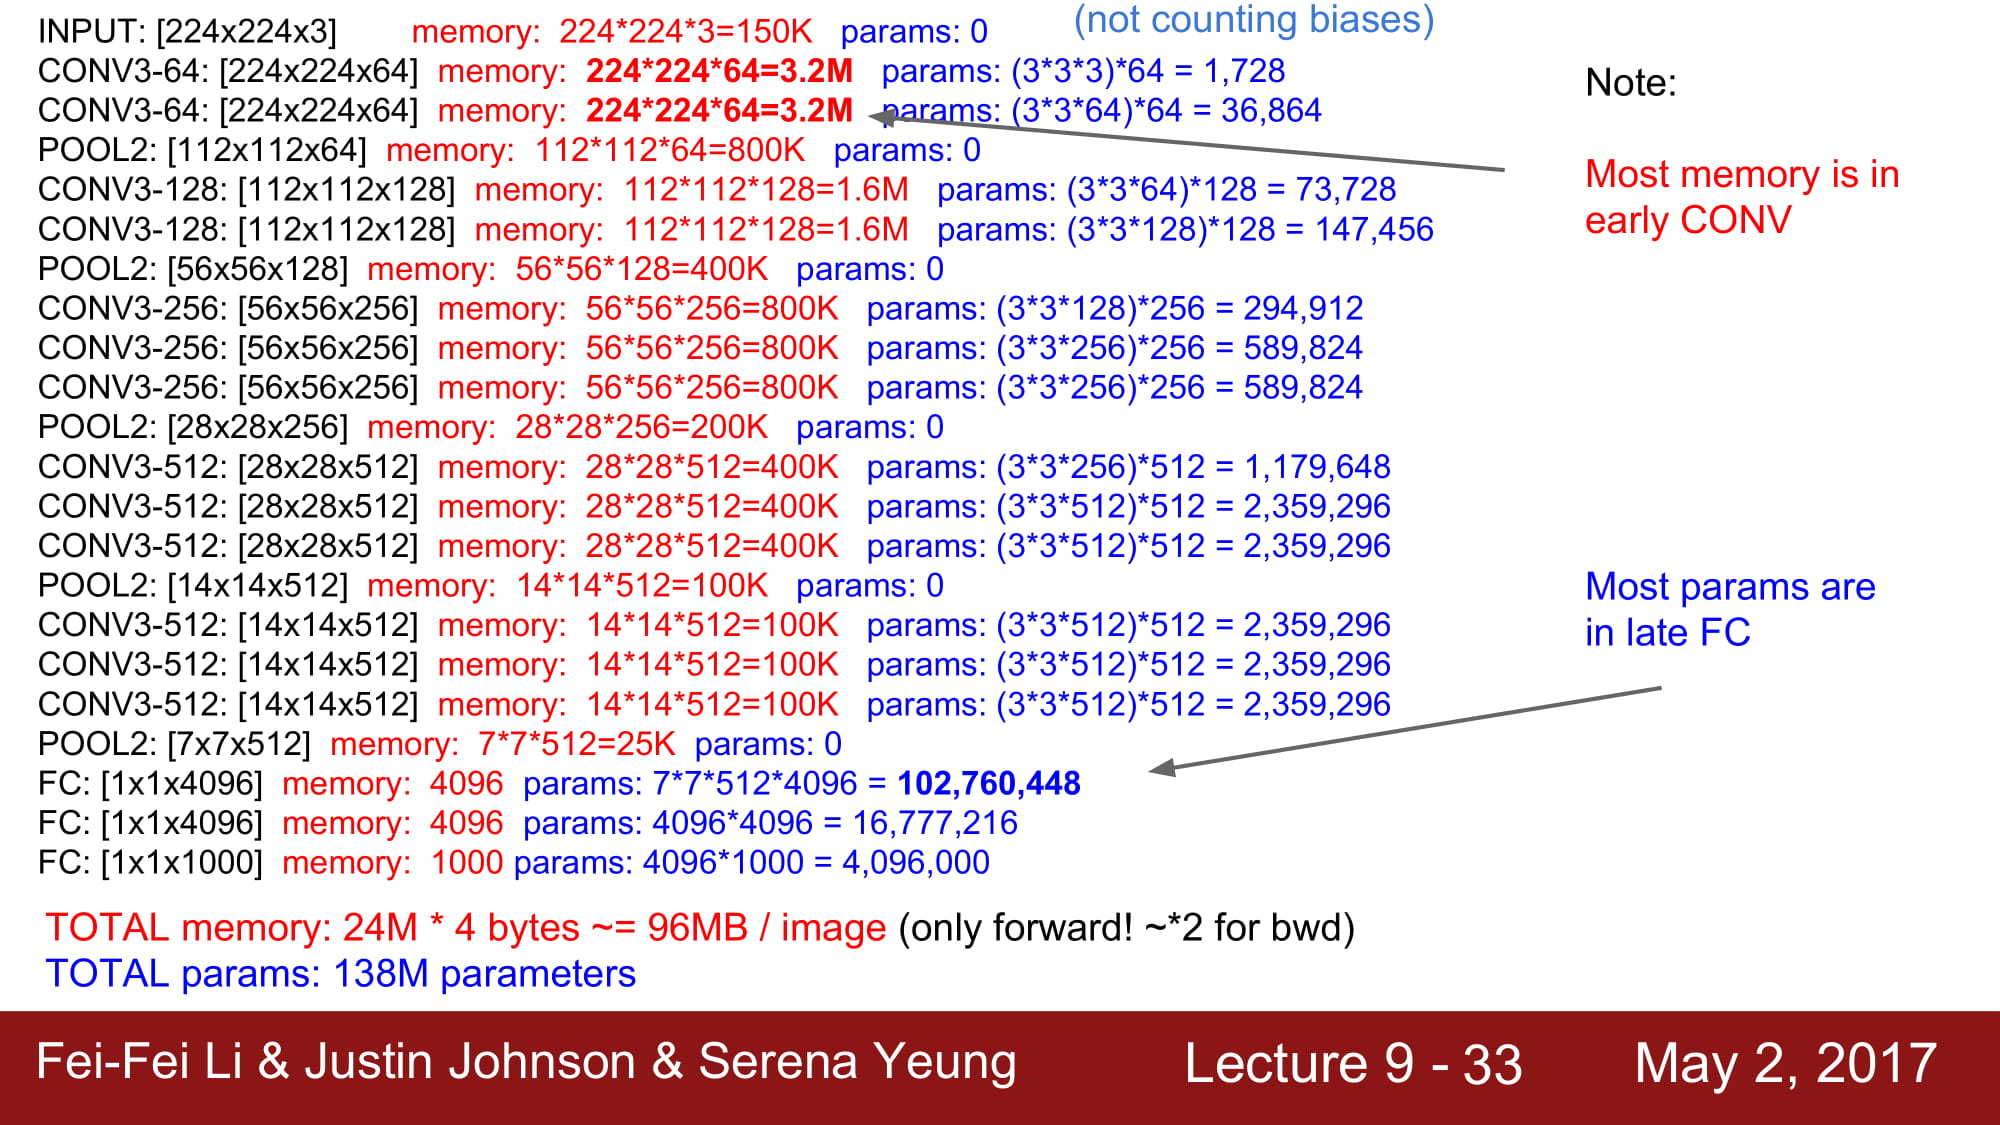 (not counting biases)
INPUT: [224x224x3] memory: 224*224*3=150K params: 0
CONV3-64: [224x224x64] memory: 224*224*64=3.2M params: (3*3*3)*64 = 1,728
CONV3-64: [224x224x64] memory: 224*224*64=3.2M params: (3*3*64)*64 = 36,864
POOL2: [112x112x64] memory: 112*112*64=800K params: 0
CONV3-128: [112x112x128] memory: 112*112*128=1.6M params: (3*3*64)*128 = 73,728
CONV3-128: [112x112x128] memory: 112*112*128=1.6M params: (3*3*128)*128 = 147,456
POOL2: [56x56x128] memory: 56*56*128=400K params: 0
CONV3-256: [56x56x256] memory: 56*56*256=800K params: (3*3*128)*256 = 294,912
CONV3-256: [56x56x256] memory: 56*56*256=800K params: (3*3*256)*256 = 589,824
CONV3-256: [56x56x256] memory: 56*56*256=800K params: (3*3*256)*256 = 589,824
POOL2: [28x28x256] memory: 28*28*256=200K params: 0
CONV3-512: [28x28x512] memory: 28*28*512=400K params: (3*3*256)*512 = 1,179,648
CONV3-512: [28x28x512] memory: 28*28*512=400K params: (3*3*512)*512 = 2,359,296
CONV3-512: [28x28x512] memory: 28*28*512=400K params: (3*3*512)*512 = 2,359,296
POOL2: [14x14x512] memory: 14*14*512=100K params: 0
CONV3-512: [14x14x512] memory: 14*14*512=100K params: (3*3*512)*512 = 2,359,296
CONV3-512: [14x14x512] memory: 14*14*512=100K params: (3*3*512)*512 = 2,359,296
CONV3-512: [14x14x512] memory: 14*14*512=100K params: (3*3*512)*512 = 2,359,296
POOL2: [7x7x512] memory: 7*7*512=25K params: 0
FC: [1x1x4096] memory: 4096 params: 7*7*512*4096 = 102,760,448
FC: [1x1x4096] memory: 4096 params: 4096*4096 = 16,777,216
FC: [1x1x1000] memory: 1000 params: 4096*1000 = 4,096,000
TOTAL memory: 24M * 4 bytes ~= 96MB / image (only forward! ~*2 for bwd)
TOTAL params: 138M parameters
Note:
Most memory is in
early CONV
Most params are
in late FC
Fei-Fei Li & Justin Johnson & Serena Yeung
Lecture 9 - 33
May 2, 2017